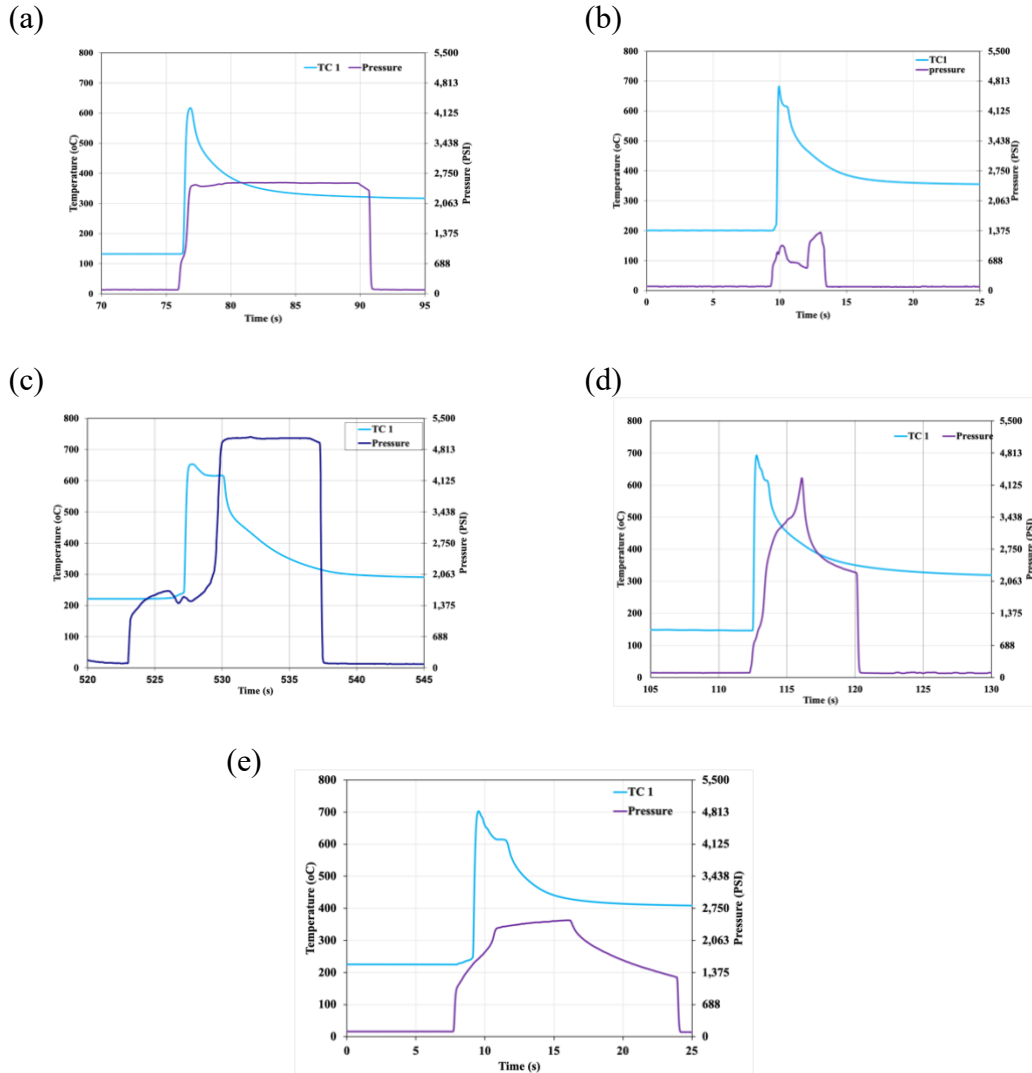 (a)
TC 1 Pressure
800 700 600 500 400 300 200 100 0
Temperature (oC)
5,500 4,813 4,125 3,438 2,750 2,063 1,375 688 0
Pressure (PSI)
70 75 80 85 90 95
Time (s)
(b)
TC1
pressure
800 700 600 500 400 300 200 100 0
Temperature (oC)
5,500 4,813 4,125 3,438 2,750 2,063 1,375 688 0
Pressure (PSI)
0 5 10 15 20 25
Time (s)
(c)
TC 1
Pressure
800 700 600 500 400 300 200 100 0
Temperature (oC)
5,500 4,813 4,125 3,438 2,750 2,063 1,375 688 0
Pressure (PSI)
520 525 530 535 540 545
Time (s)
(d)
TC 1 Pressure
800 700 600 500 400 300 200 100 0
Temperature (oC)
5,500 4,813 4,125 3,438 2,750 2,063 1,375 688 0
Pressure (PSI)
105 110 115 120 125 130
Time (s)
(e)
TC 1
Pressure
800 700 600 500 400 300 200 100 0
Temperature (oC)
5,500 4,813 4,125 3,438 2,750 2,063 1,375 688 0
Pressure (PSI)
0 5 10 15 20 25
Time (s)